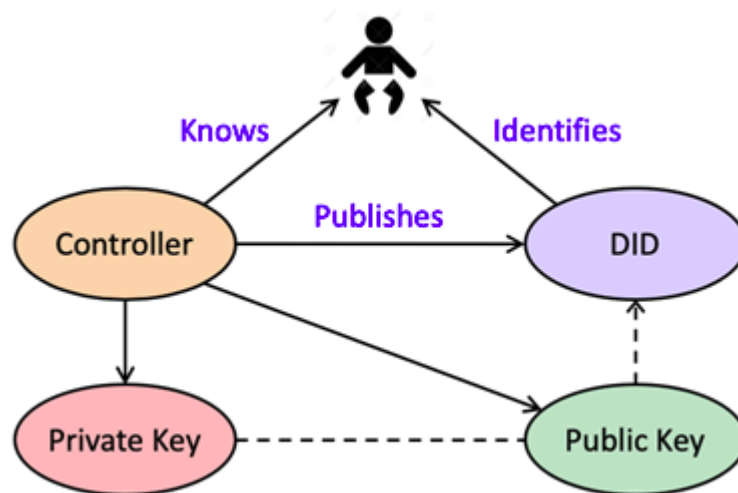 Knows
Identifies
Publishes
Controller
DID
Private Key
Public Key